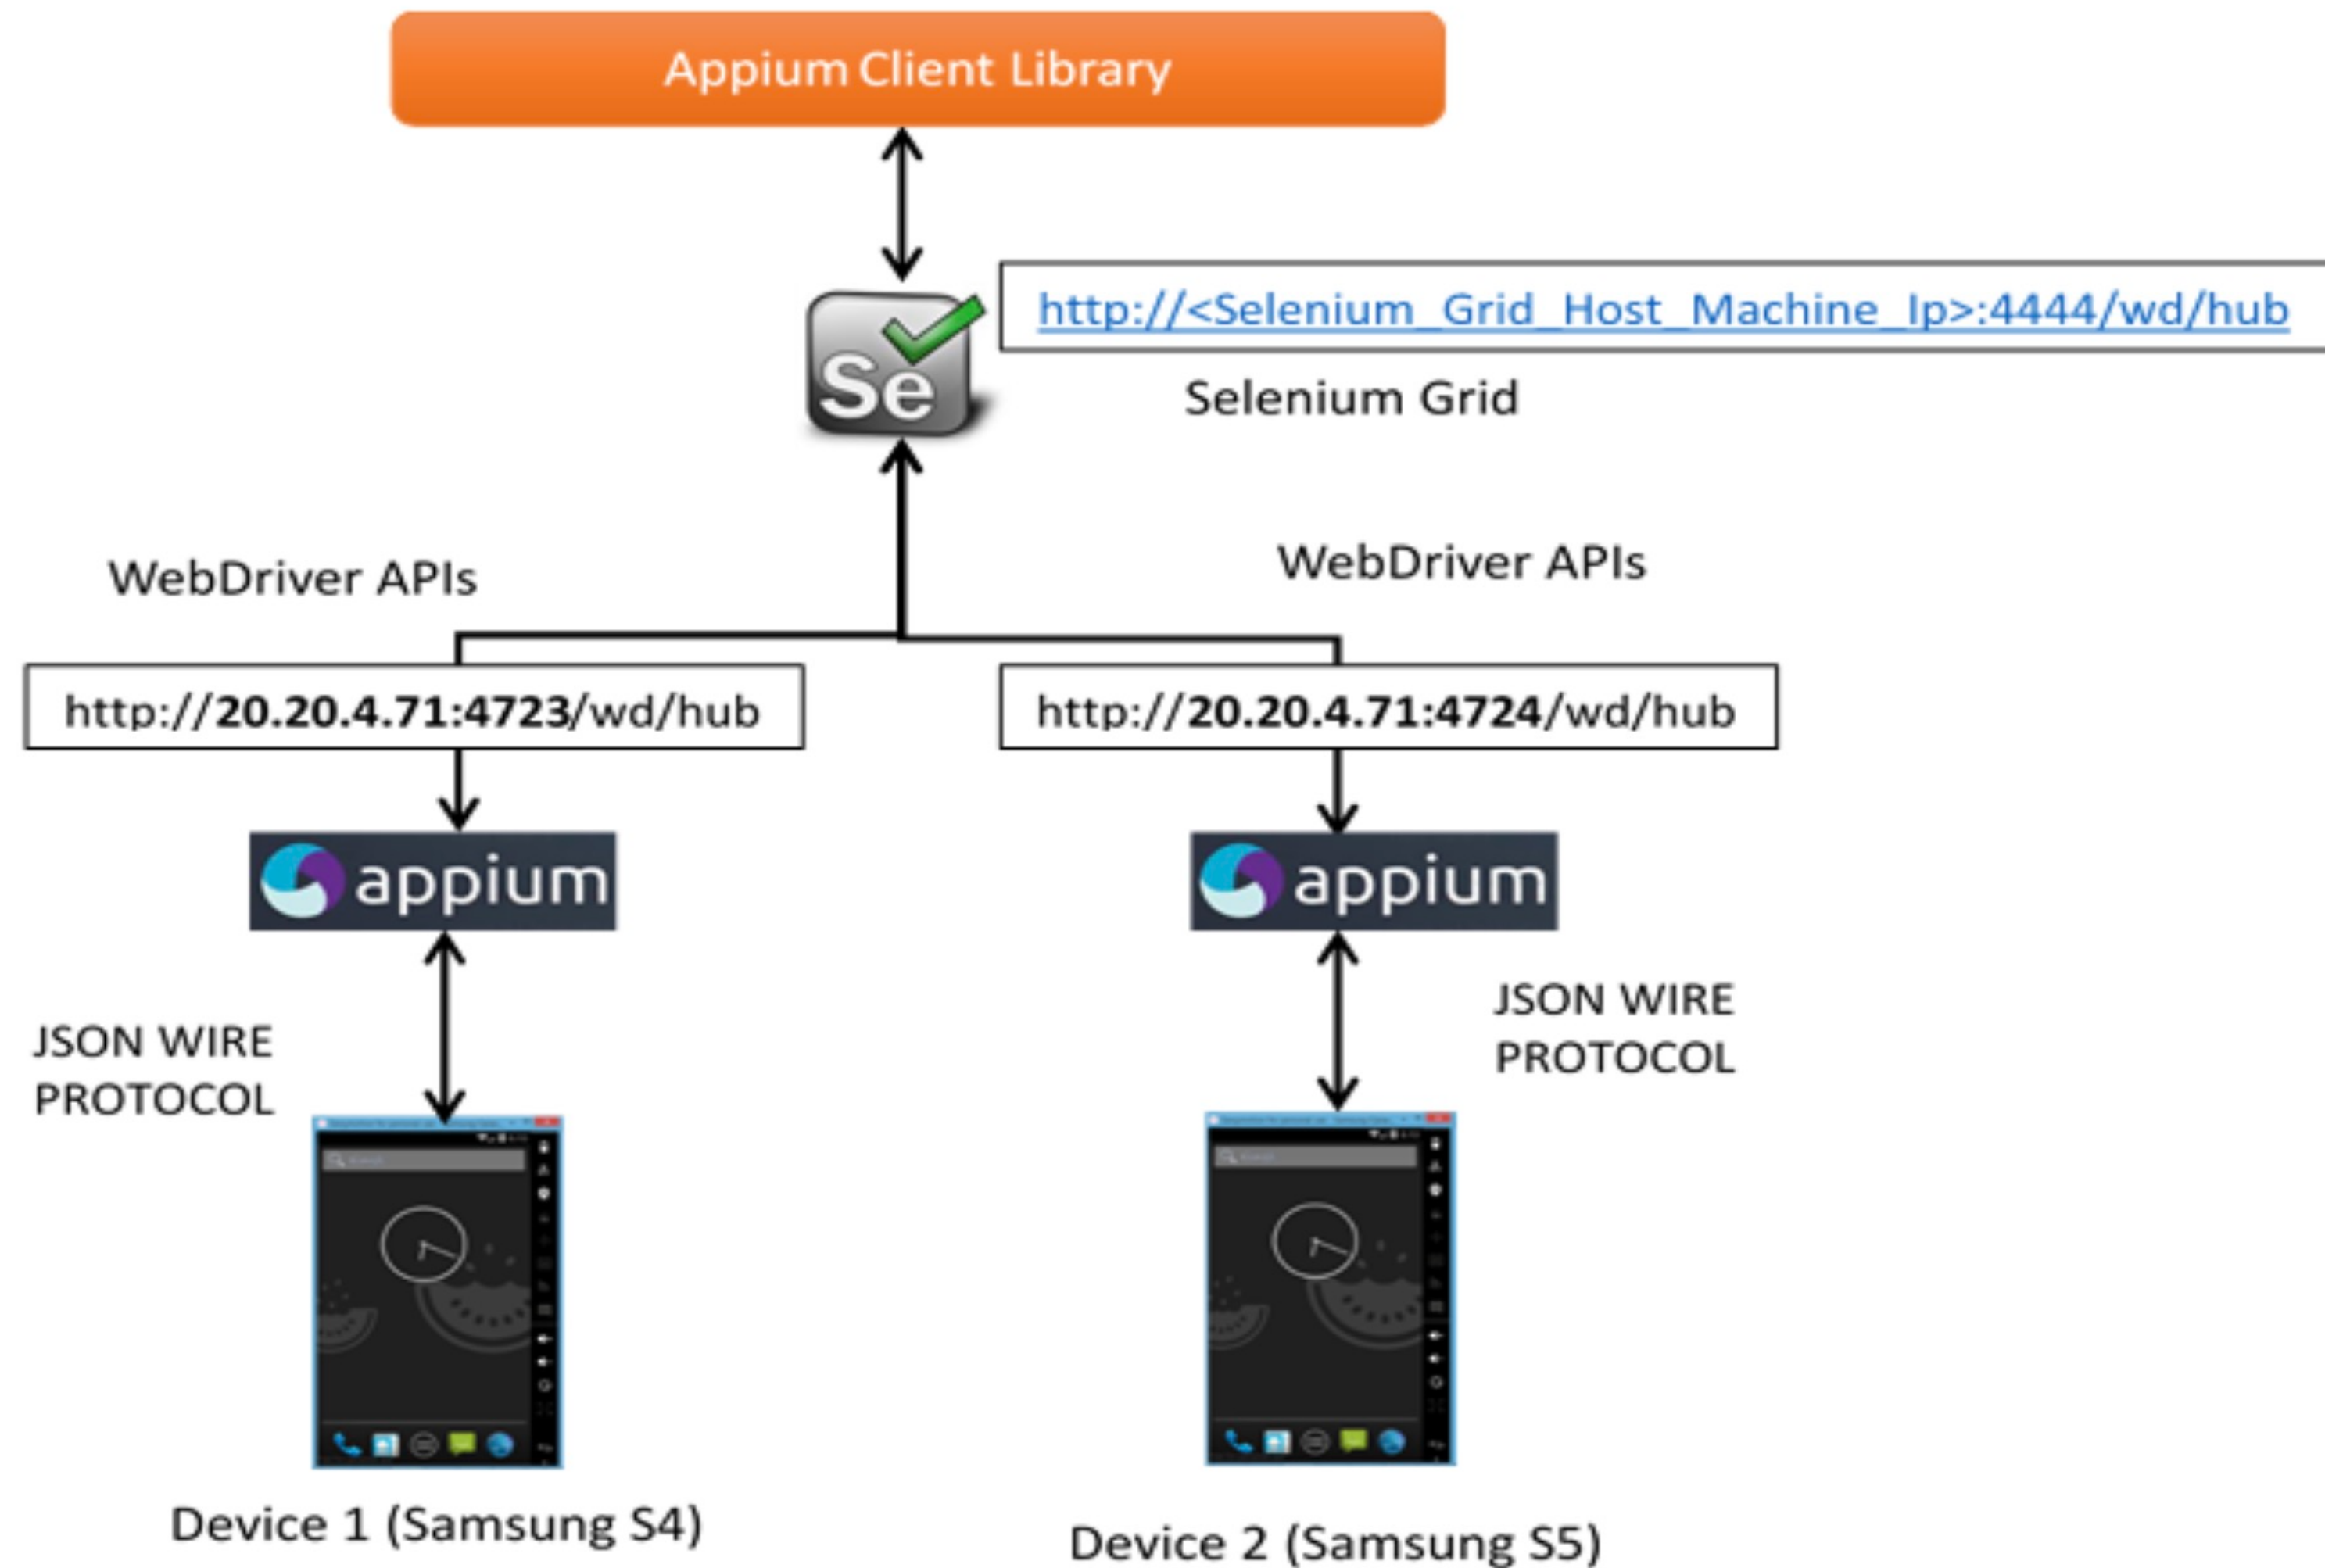 Appium Client Library
http://<Selenium_Grid_Host_Machine_Ip>:4444/wd/hub
Se
Selenium Grid
WebDriver APIs
WebDriver APIs
http://20.20.4.71:4723/wd/hub
http://20.20.4.71:4724/wd/hub
appium
appium
JSON WIRE
PROTOCOL
JSON WIRE
PROTOCOL
Device 1 (Samsung S4)
Device 2 (Samsung S5)